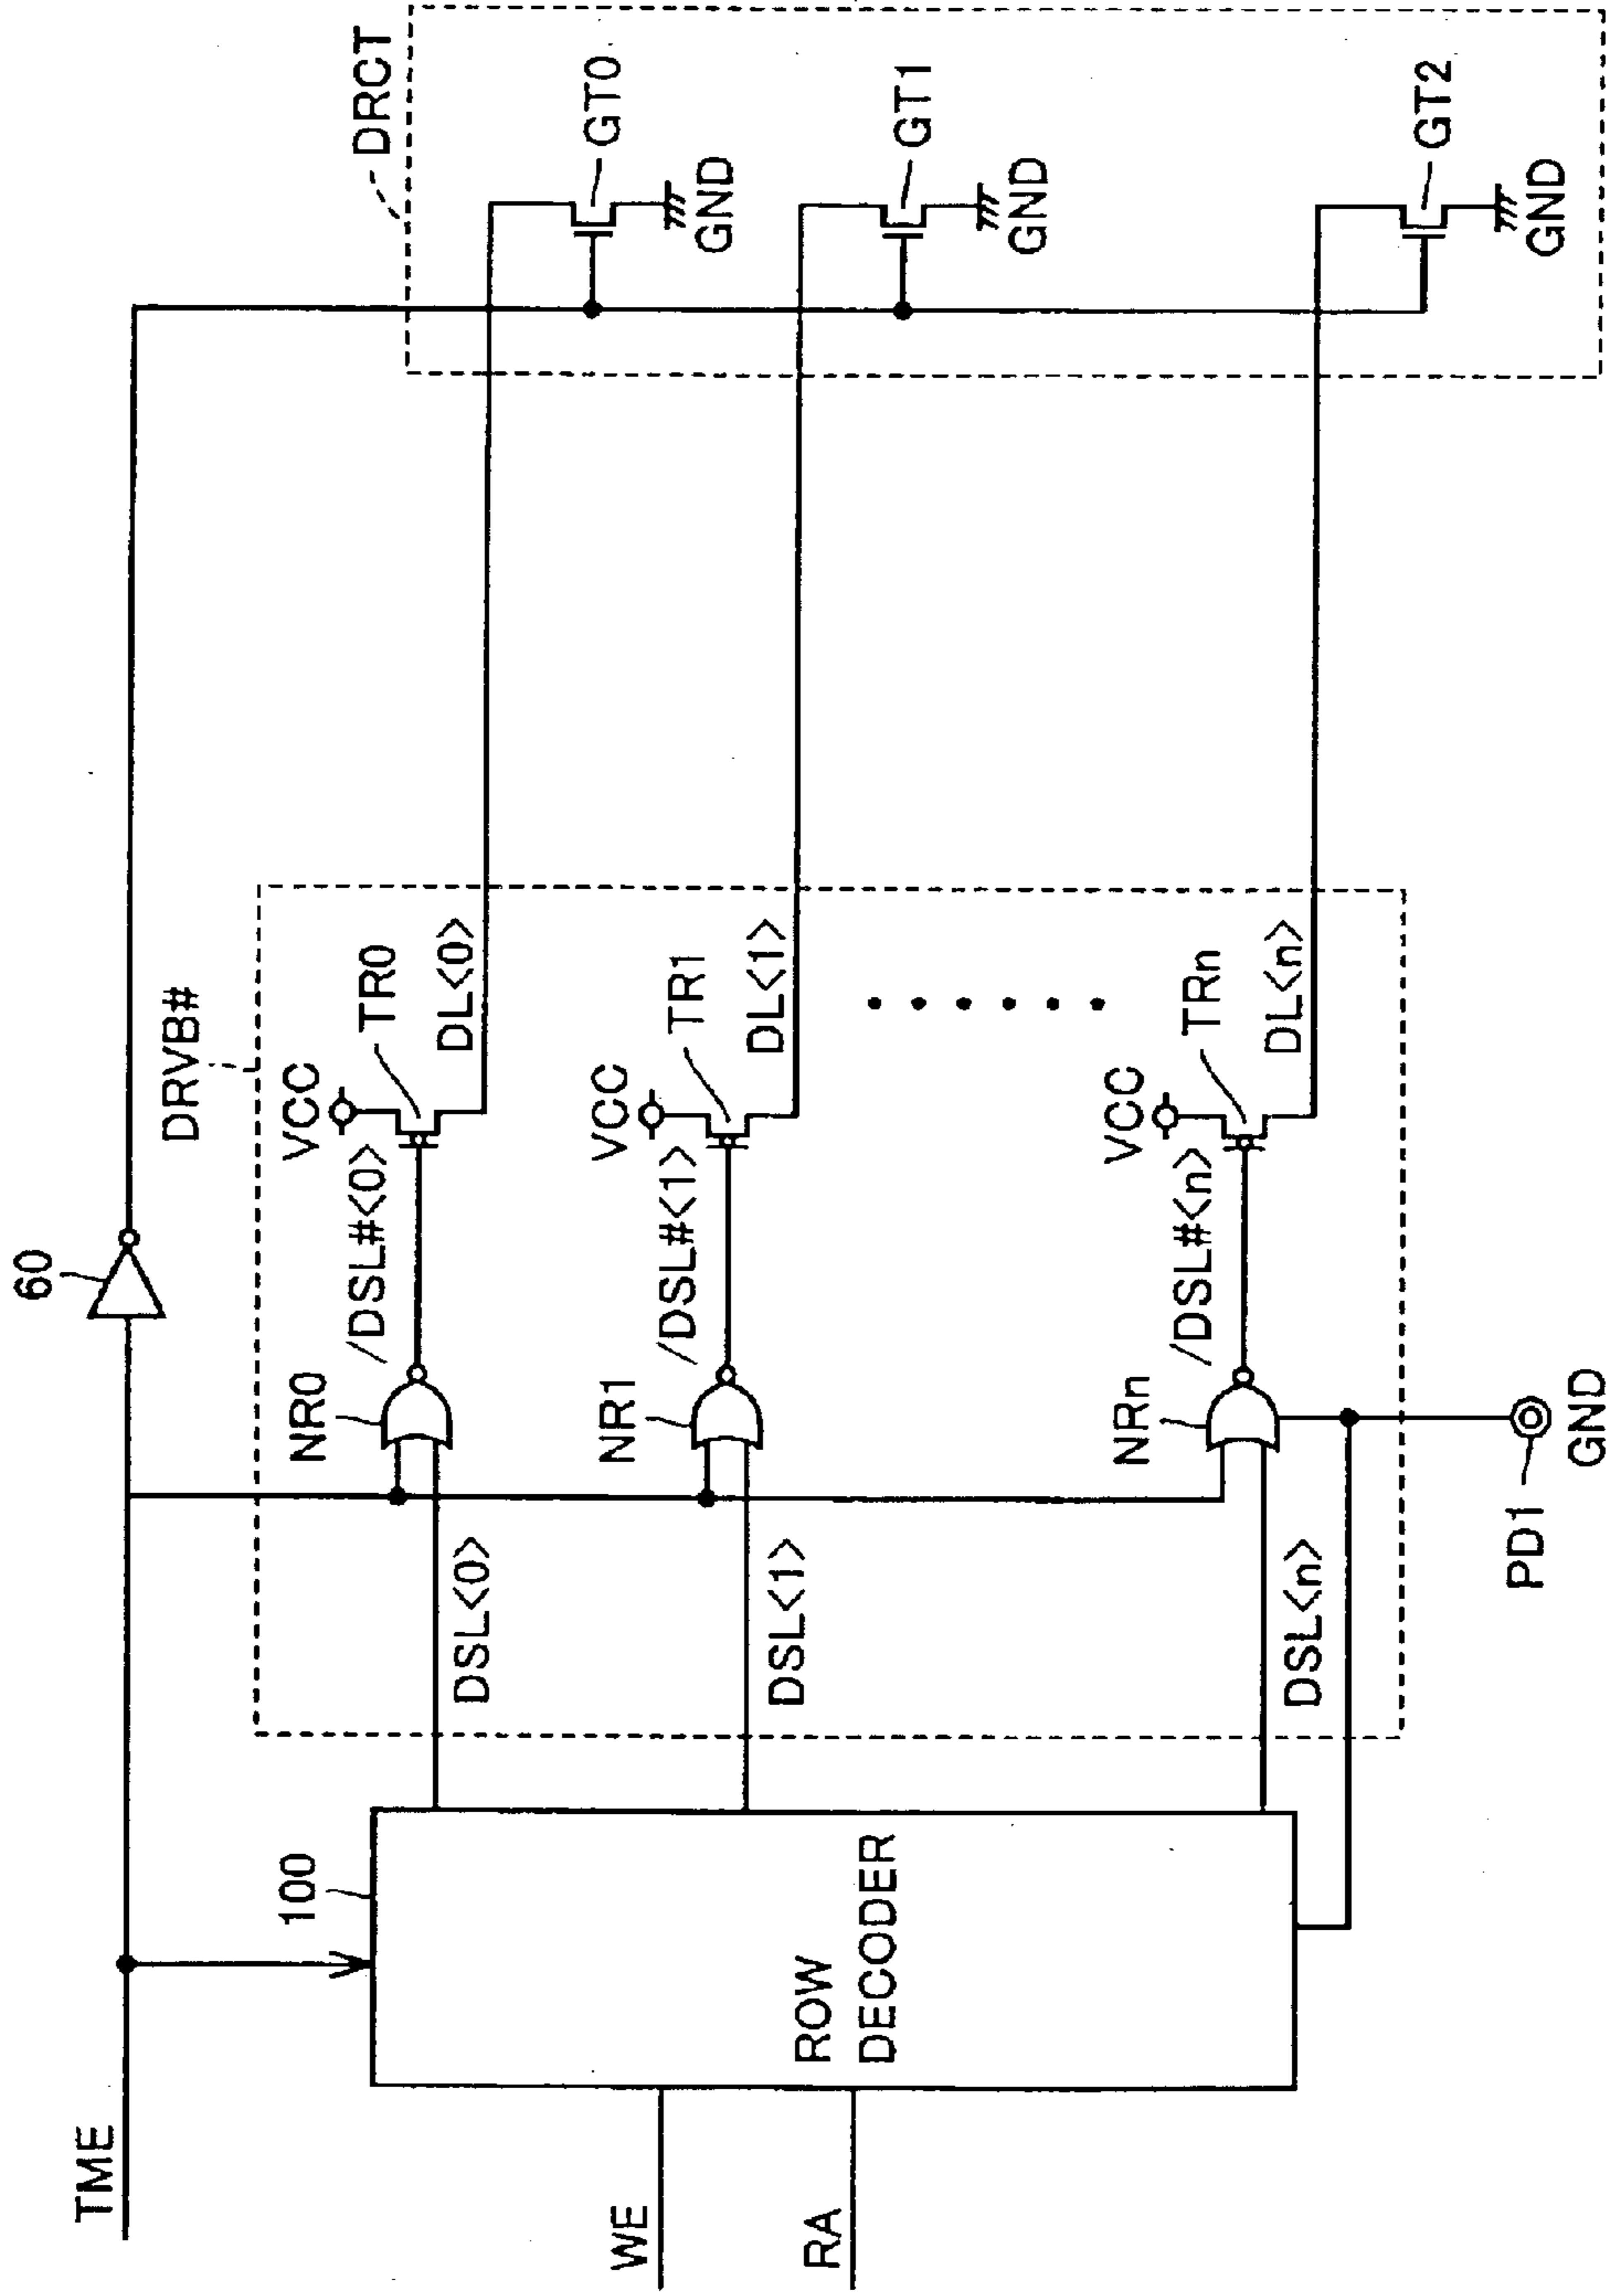 TME
60
DRVB#
DRCT
100
ROW
DECODER
WE
RA
NR0
/DSL#<0>
VCC
TR0
DL<0>
DSL<0>
GT0
GND
NR1
/DSL#<1>
VCC
TR1
DL<1>
DSL<1>
GT1
GND
NRn
/DSL#<n>
VCC
TRn
DL<n>
DSL<n>
GT2
GND
PD1
GND